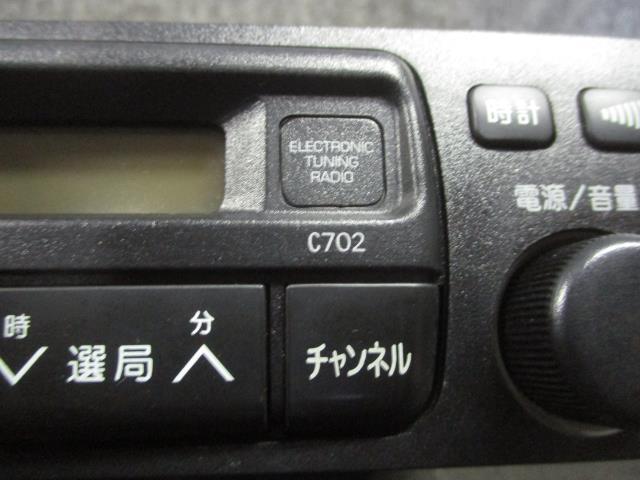 ELECTRONIC
TUNING
RADIO
時計
電源/音量
C702
時
分
選局
チャンネル